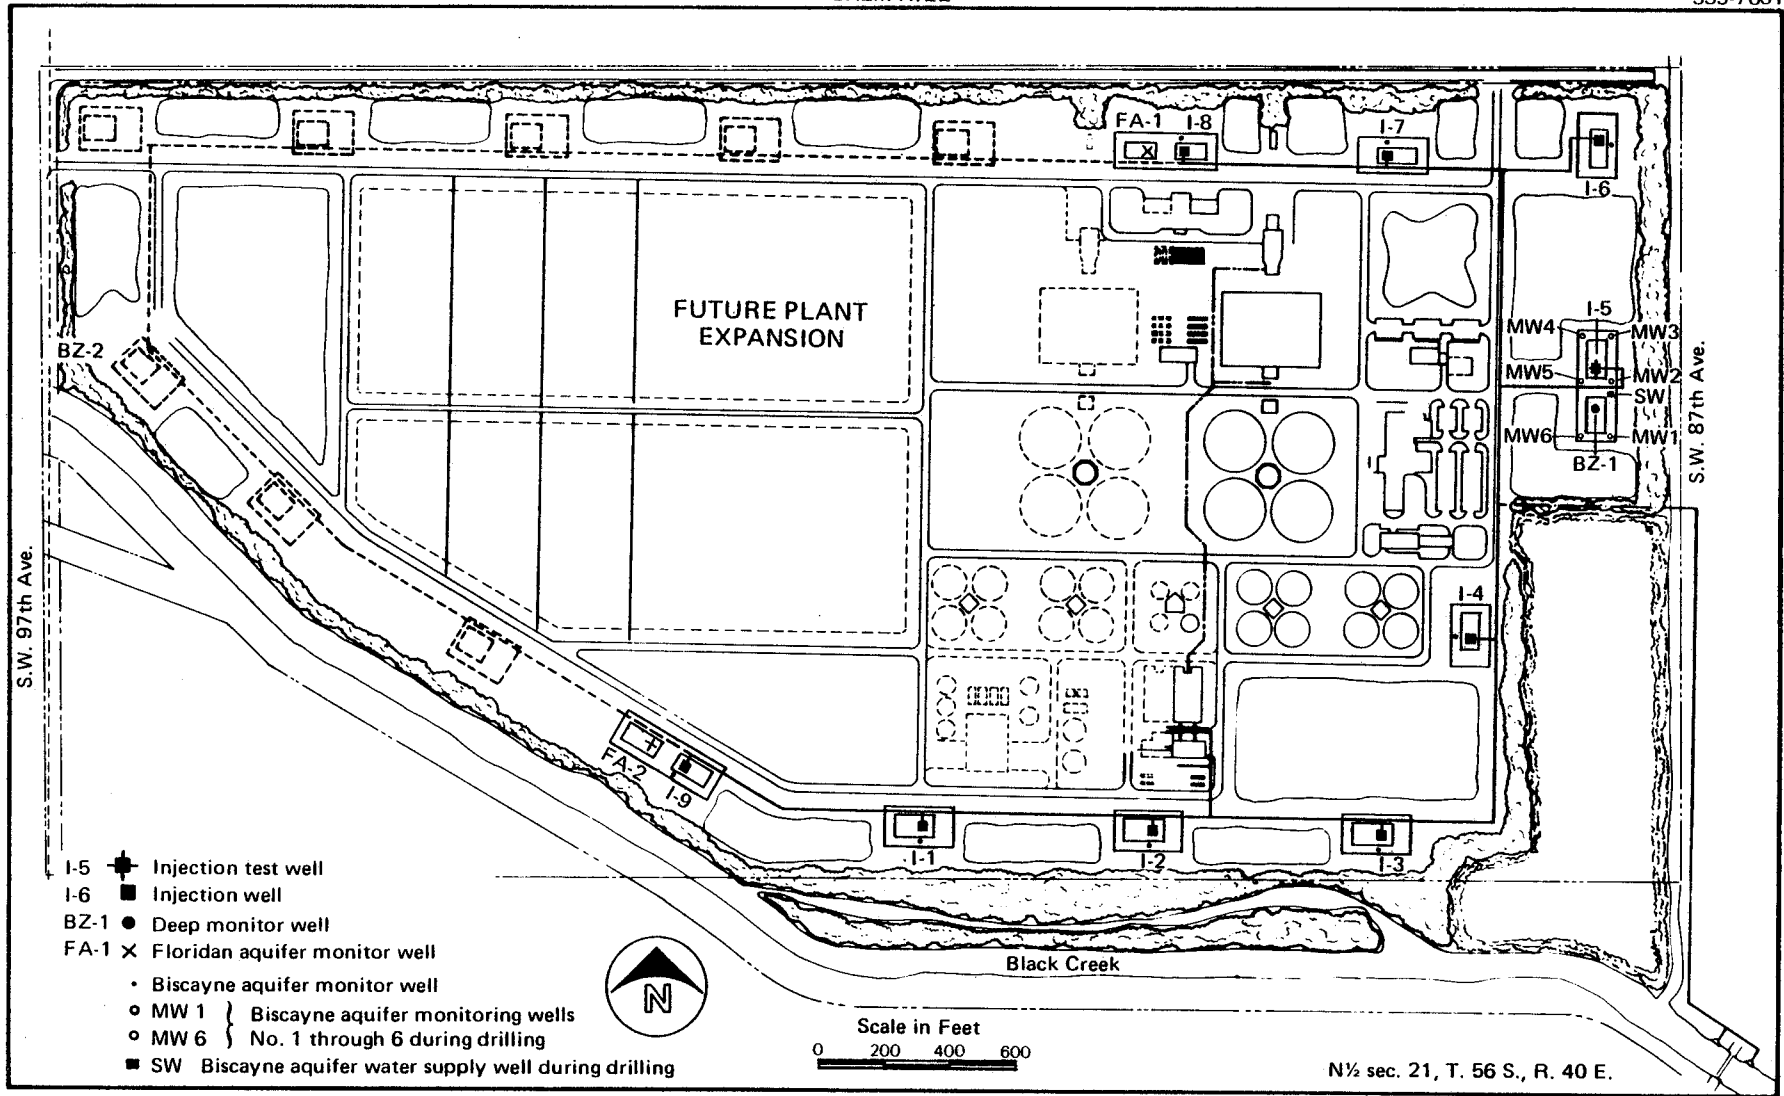 FA-1 I-8
I-7
I-6
FUTURE PLANT
EXPANSION
I-5
MW4
MW3
BZ-2
MW5
MW2
SW
MW6
MW1
BZ-1
S.W. 87th Ave.
S.W. 97th Ave.
I-4
FA-2
I-9
I-1
I-2
I-3
I-5 Injection test well
I-6 Injection well
BZ-1 Deep monitor well
FA-1 Floridan aquifer monitor well
Biscayne aquifer monitor well
MW 1 Biscayne aquifer monitoring wells
MW 6 No. 1 through 6 during drilling
SW Biscayne aquifer water supply well during drilling
N
Black Creek
Scale in Feet
0 200 400 600
N½ sec. 21, T. 56 S., R. 40 E.